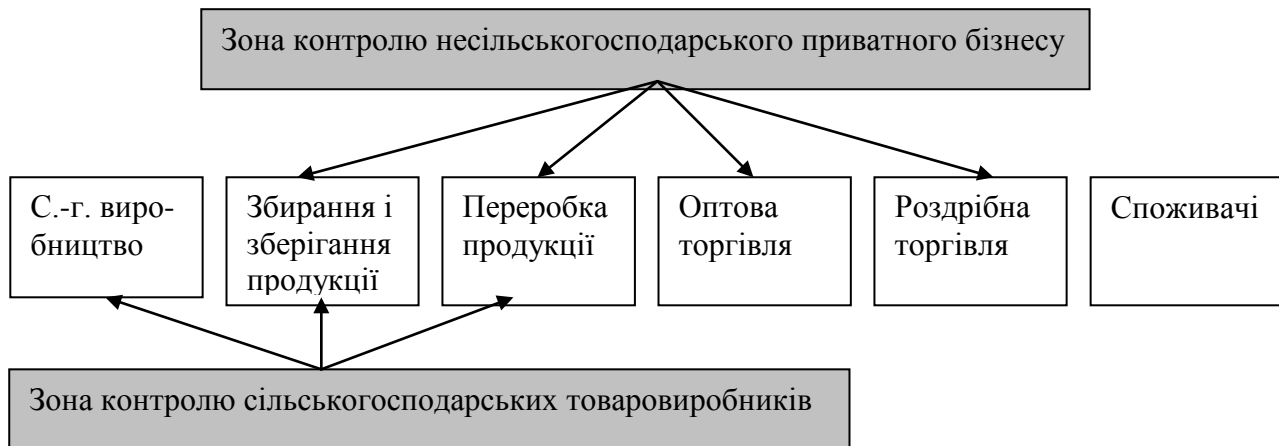 Зона контролю несільськогосподарського приватного бізнесу
С.-г. виро-
бництво
Збирання і
зберігання
продукції
Переробка
продукції
Оптова
торгівля
Роздрібна
торгівля
Споживачі
Зона контролю сільськогосподарських товаровиробників